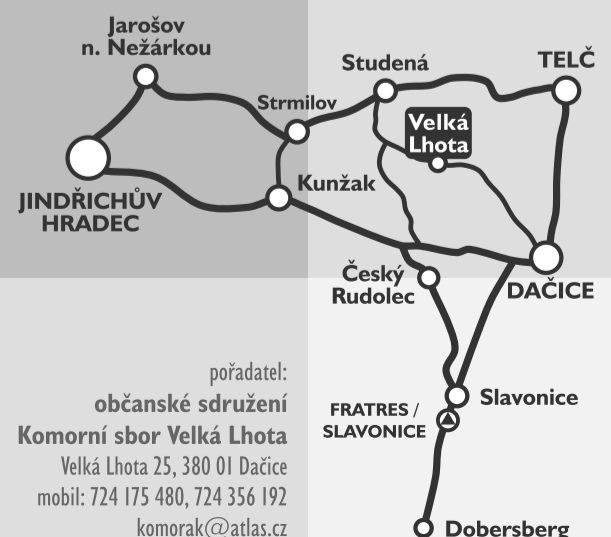 Jarošov
n. Nežárkou
Studená
TELČ
Strmilov
Velká
Lhota
Kunžak
JINDŘICHŮV
HRADEC
Český
Rudolec
DAČICE
pořadatel:
občanské sdružení
Komorní sbor Velká Lhota
Velká Lhota 25, 380 01 Dačice
mobil: 724 175 480, 724 356 192
komorak@atlas.cz
Slavonice
FRATRES /
SLAVONICE
Dobersberg